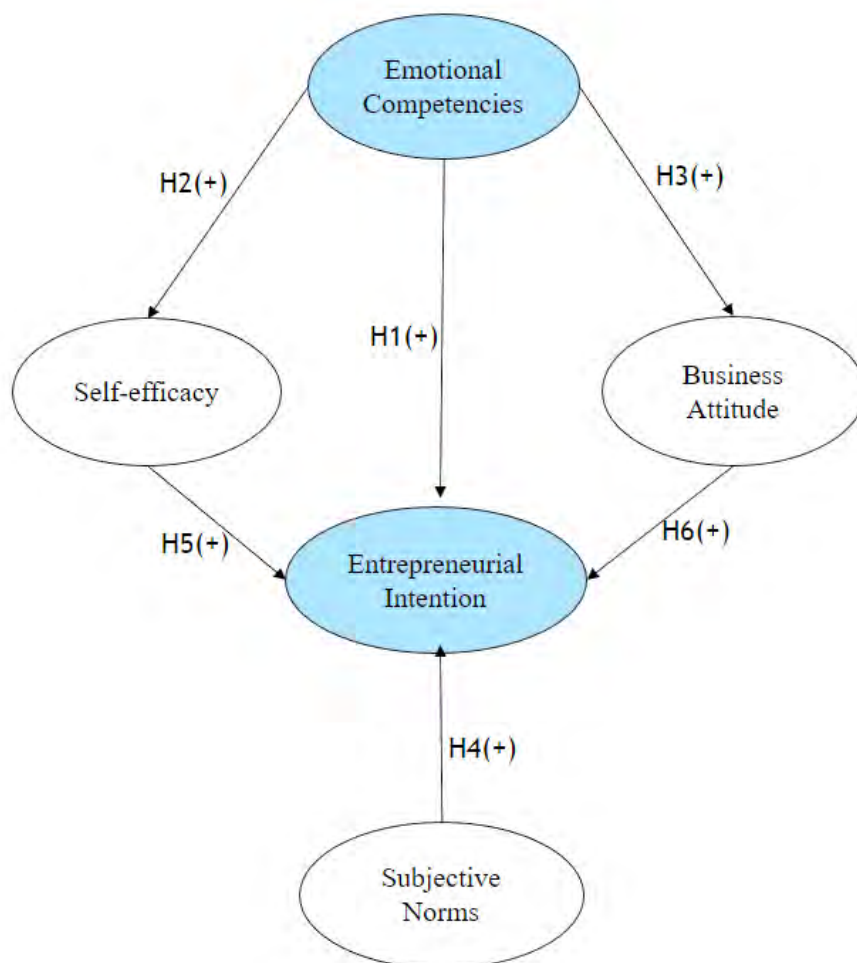 Emotional
Competencies
H2(+)
H3(+)
H1(+)
Self-efficacy
Business
Attitude
H5(+)
H6(+)
Entrepreneurial
Intention
H4(+)
Subjective
Norms